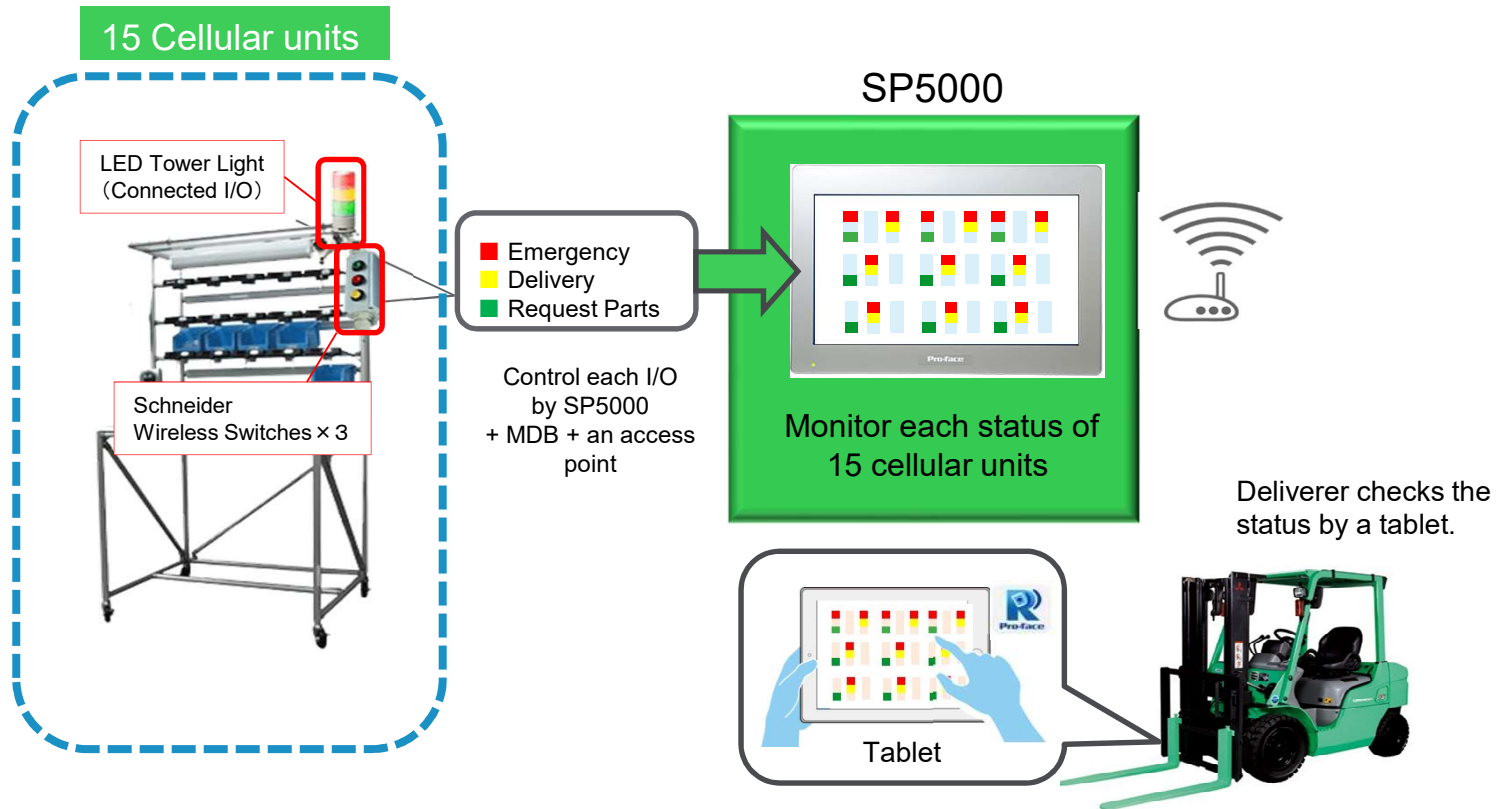 15 Cellular units
LED Tower Light
（Connected I/O）
Schneider
Wireless Switches×3
Emergency
Delivery
Request Parts
Control each I/O
by SP5000
+ MDB + an access
point
SP5000
Pro-face
Monitor each status of
15 cellular units
Deliverer checks the
status by a tablet.
Pro-face
Tablet